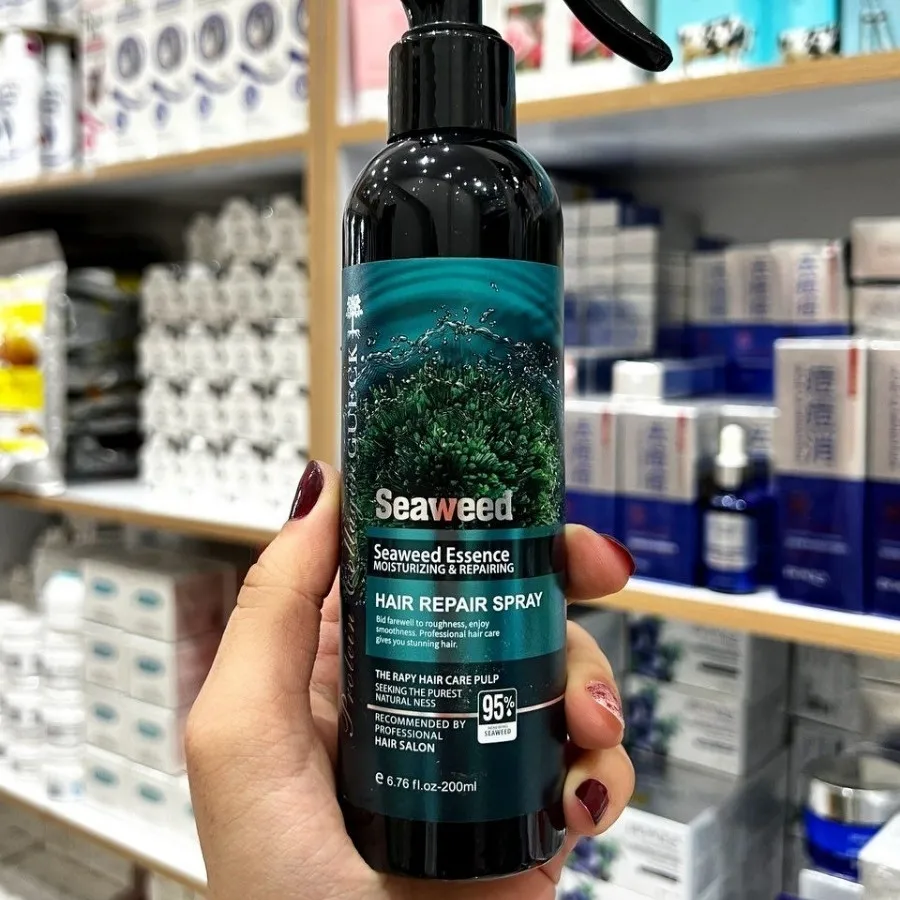 Seaweed
Seaweed Essence
MOISTURIZING & REPAIRING
HAIR REPAIR SPRAY
Bid farewell to roughness, enjoy
smoothness. Professional hair care
gives you stunning hair.
THE RAPY HAIR CARE PULP
SEEKING THE PUREST
NATURAL NESS
RECOMMENDED BY
PROFESSIONAL
HAIR SALON
95%
SEAWEED
e 6.76 fl.oz-200ml